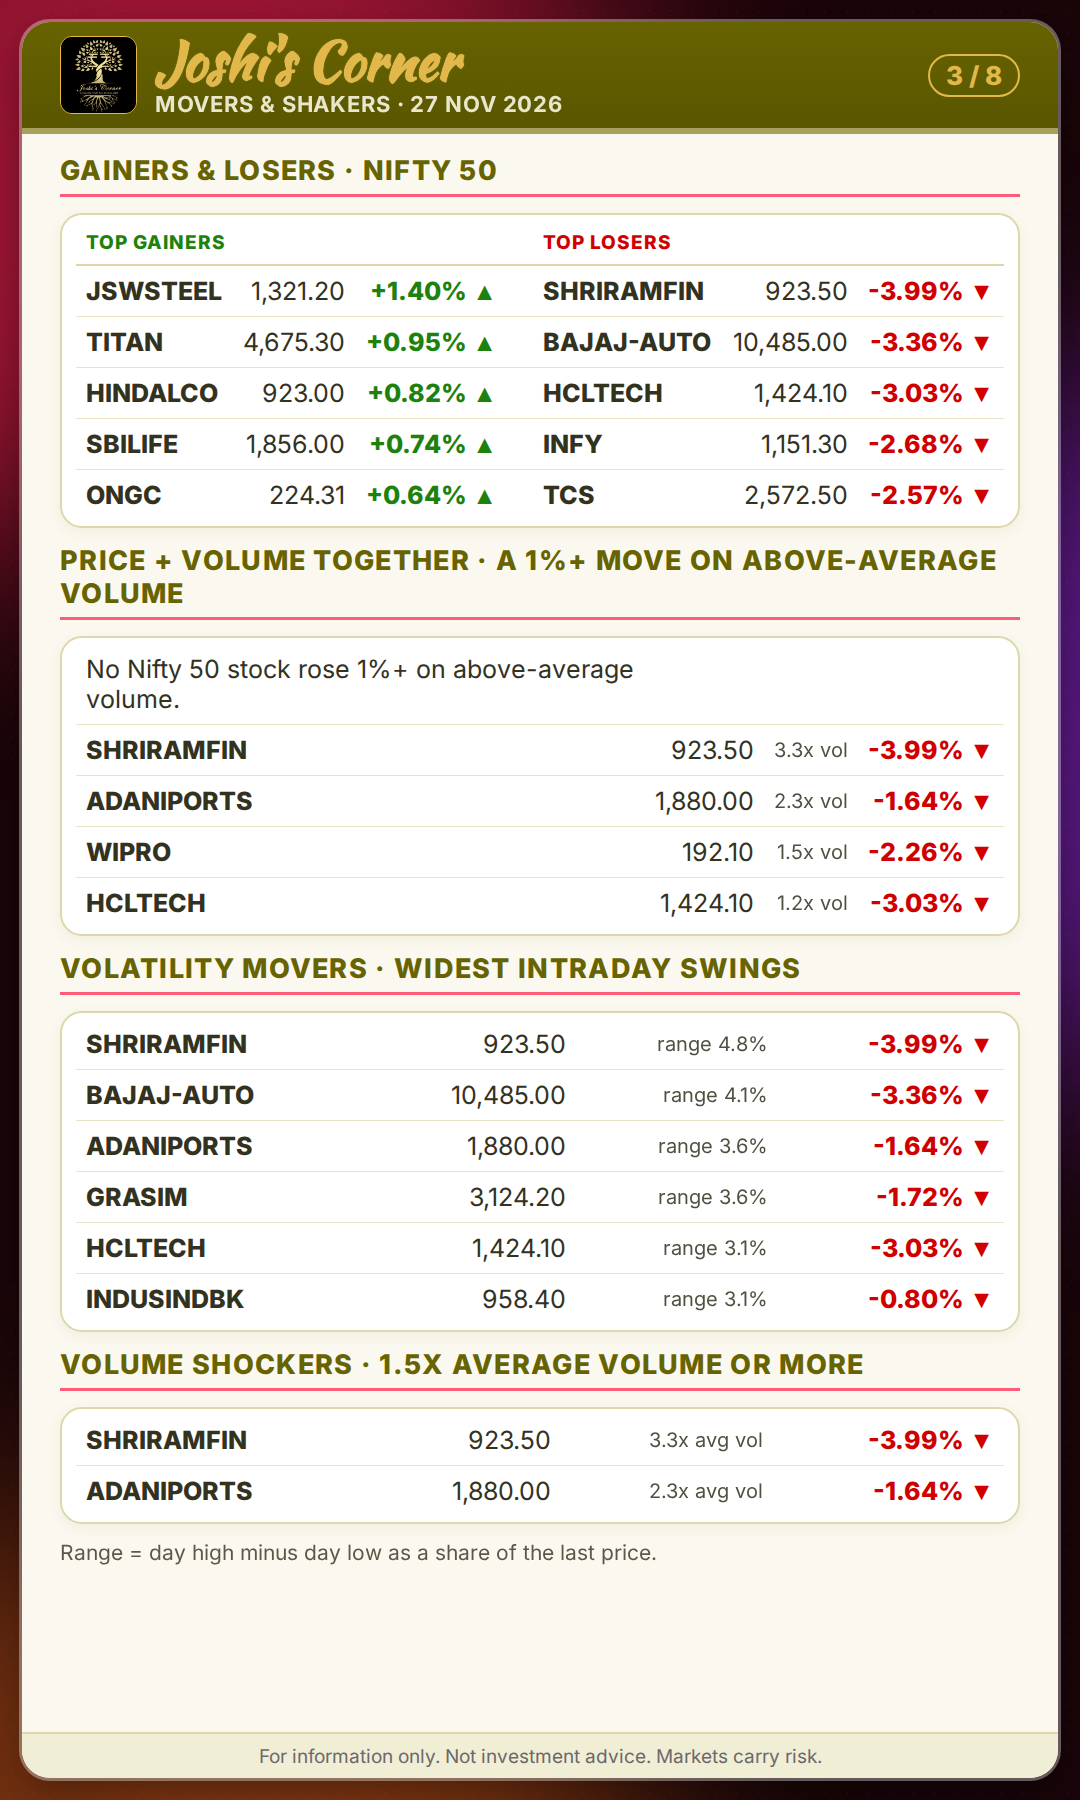 Joshi's Corner
Joshi's Corner
MOVERS & SHAKERS · 27 NOV 2026
3 / 8
GAINERS & LOSERS · NIFTY 50
TOP GAINERS TOP LOSERS
JSWSTEEL 1,321.20 +1.40% ▲ SHRIRAMFIN 923.50 -3.99% ▼
TITAN 4,675.30 +0.95% ▲ BAJAJ-AUTO 10,485.00 -3.36% ▼
HINDALCO 923.00 +0.82% ▲ HCLTECH 1,424.10 -3.03% ▼
SBILIFE 1,856.00 +0.74% ▲ INFY 1,151.30 -2.68% ▼
ONGC 224.31 +0.64% ▲ TCS 2,572.50 -2.57% ▼
PRICE + VOLUME TOGETHER · A 1%+ MOVE ON ABOVE-AVERAGE
VOLUME
No Nifty 50 stock rose 1%+ on above-average
volume.
SHRIRAMFIN 923.50 3.3x vol -3.99% ▼
ADANIPORTS 1,880.00 2.3x vol -1.64% ▼
WIPRO 192.10 1.5x vol -2.26% ▼
HCLTECH 1,424.10 1.2x vol -3.03% ▼
VOLATILITY MOVERS · WIDEST INTRADAY SWINGS
SHRIRAMFIN 923.50 range 4.8% -3.99% ▼
BAJAJ-AUTO 10,485.00 range 4.1% -3.36% ▼
ADANIPORTS 1,880.00 range 3.6% -1.64% ▼
GRASIM 3,124.20 range 3.6% -1.72% ▼
HCLTECH 1,424.10 range 3.1% -3.03% ▼
INDUSINDBK 958.40 range 3.1% -0.80% ▼
VOLUME SHOCKERS · 1.5X AVERAGE VOLUME OR MORE
SHRIRAMFIN 923.50 3.3x avg vol -3.99% ▼
ADANIPORTS 1,880.00 2.3x avg vol -1.64% ▼
Range = day high minus day low as a share of the last price.
For information only. Not investment advice. Markets carry risk.